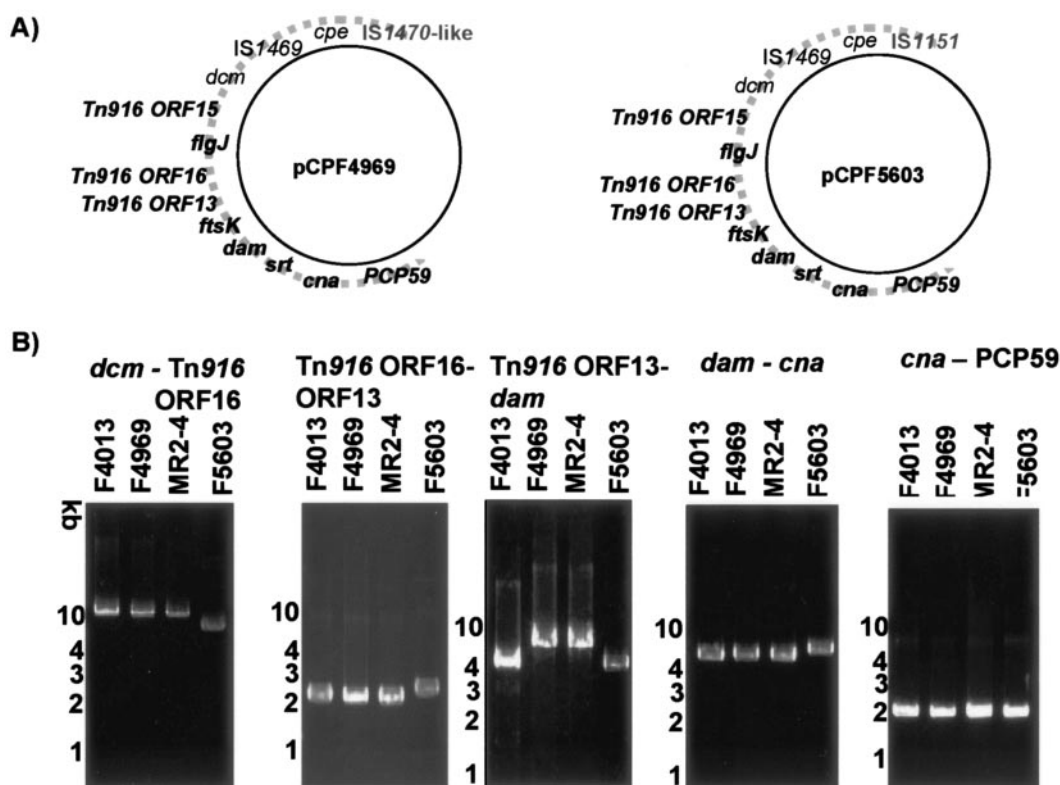 A)
cpe IS1470-like
IS1469
dcm
Tn916 ORF15
flgJ
Tn916 ORF16
Tn916 ORF13
ftsK
dam
srt
cna
PCP59
pCPF4969
cpe IS1151
IS1469
dcm
Tn916 ORF15
flgJ
Tn916 ORF16
Tn916 ORF13
ftsK
dam
srt
cna
PCP59
pCPF5603
B)
dcm - Tn916
ORF16
F4013
F4969
MR2-4
F5603
kb
10
4
3
2
1
Tn916 ORF16-
ORF13
F4013
F4969
MR2-4
F5603
10
4
3
2
1
Tn916 ORF13-
dam
F4013
F4969
MR2-4
F5603
10
4
3
2
1
dam - cna
F4013
F4969
MR2-4
F5603
10
4
3
2
1
cna – PCP59
F4013
F4969
MR2-4
F5603
10
4
3
2
1